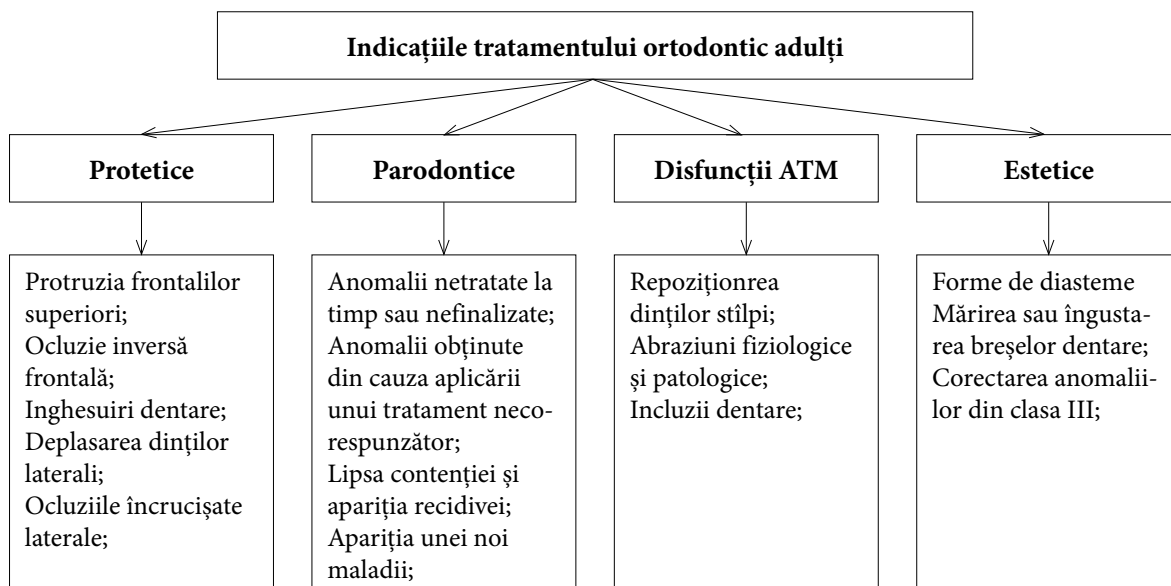 Indicațiile tratamentului ortodontic adulți
Protetice
Parodontice
Disfuncții ATM
Estetice
Protruzia frontalilor
superiori;
Ocluzie inversă
frontală;
Inghesuiri dentare;
Deplasarea dinților
laterali;
Ocluziile încrucișate
laterale;
Anomalii netratate la
timp sau nefinalizate;
Anomalii obținute
din cauza aplicării
unui tratament neco-
respunzător;
Lipsa contenției și
apariția recidivei;
Apariția unei noi
maladii;
Repoziționrea
dinților stîlpi;
Abraziuni fiziologice
și patologice;
Incluzii dentare;
Forme de diasteme
Mărirea sau îngusta-
rea breșelor dentare;
Corectarea anomalii-
lor din clasa III;